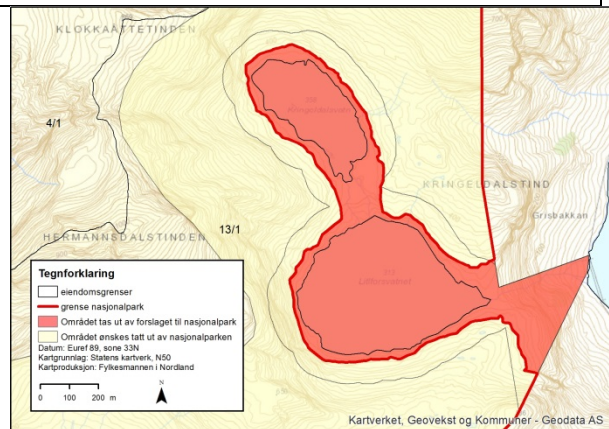 KLOKKAATTETINDEN
4/1
KRINGELDALSTIND
Grisbakkan
13/1
HERMANNSDALSTINDEN
Tegnforklaring
eiendomsgrenser
grense nasjonalpark
Området tas ut av forslaget til nasjonalpark
Området ønskes tatt ut av nasjonalparken
Datum: Euref 89, sone 33N
Kartgrunnlag: Statens kartverk, N50
Kartproduksjon: Fylkesmannen i Nordland
0 100 200 m
N
Kartverket, Geovekst og Kommuner - Geodata AS